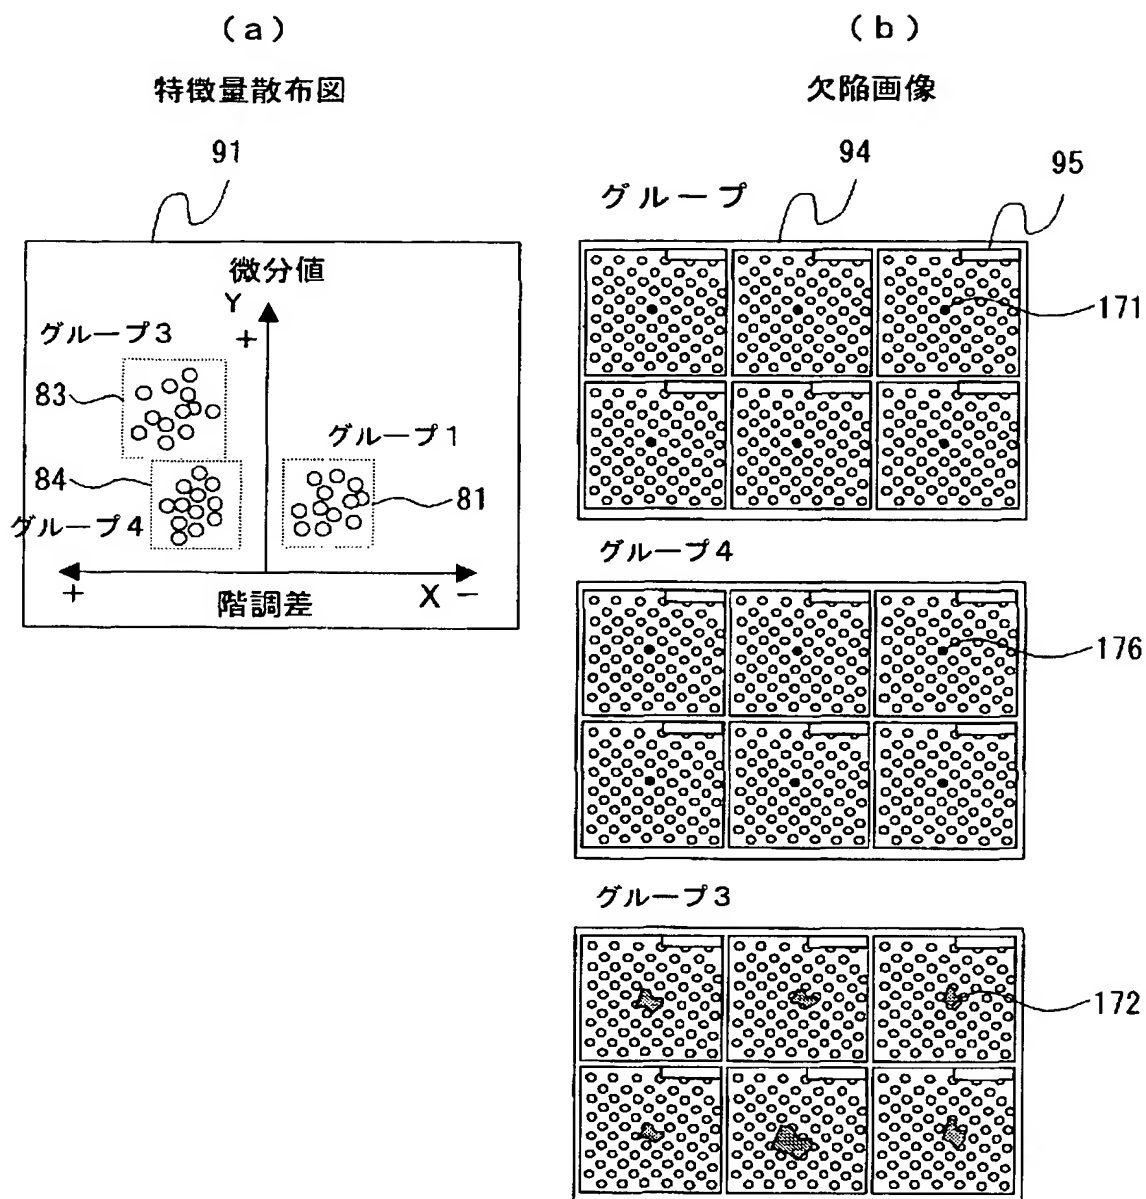 (a)
特徴量散布図
91
微分値
Y
+
グループ3
83
グループ1
84
81
グループ4
+
階調差
X −
(b)
欠陥画像
94
95
グループ
171
グループ4
176
グループ3
172